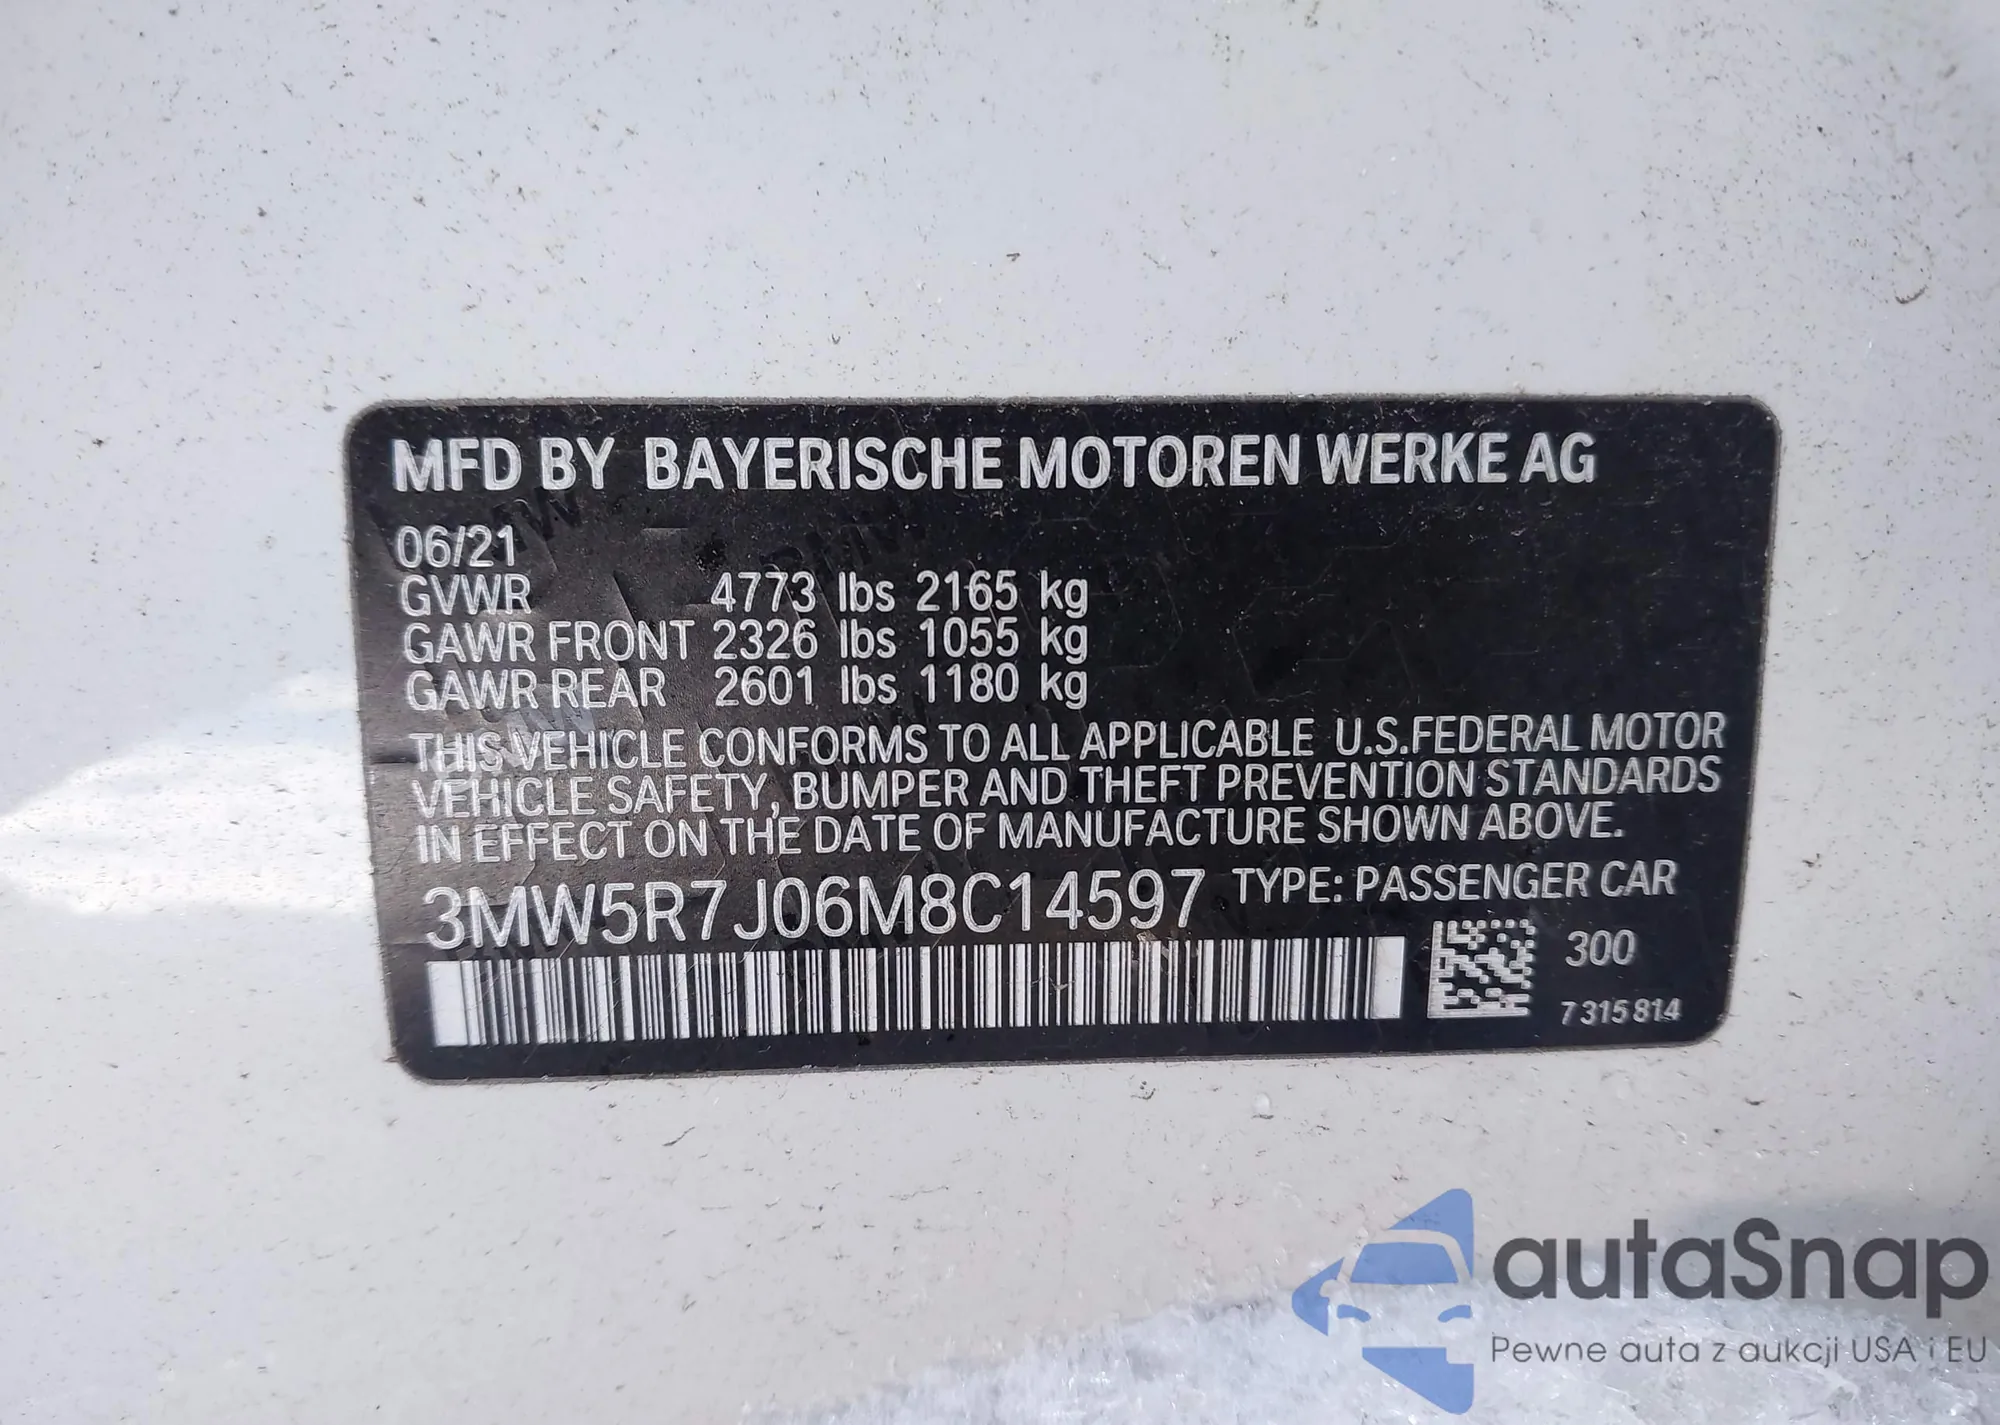 MFD BY BAYERISCHE MOTOREN WERKE AG
06/21
GVWR 4773 lbs 2165 kg
GAWR FRONT 2326 lbs 1055 kg
GAWR REAR 2601 lbs 1180 kg
THIS VEHICLE CONFORMS TO ALL APPLICABLE U.S.FEDERAL MOTOR
VEHICLE SAFETY, BUMPER AND THEFT PREVENTION STANDARDS
IN EFFECT ON THE DATE OF MANUFACTURE SHOWN ABOVE.
3MW5R7J06M8C14597 TYPE: PASSENGER CAR
300
7 315 814
autaSnap
Pewne auta z aukcji USA i EU